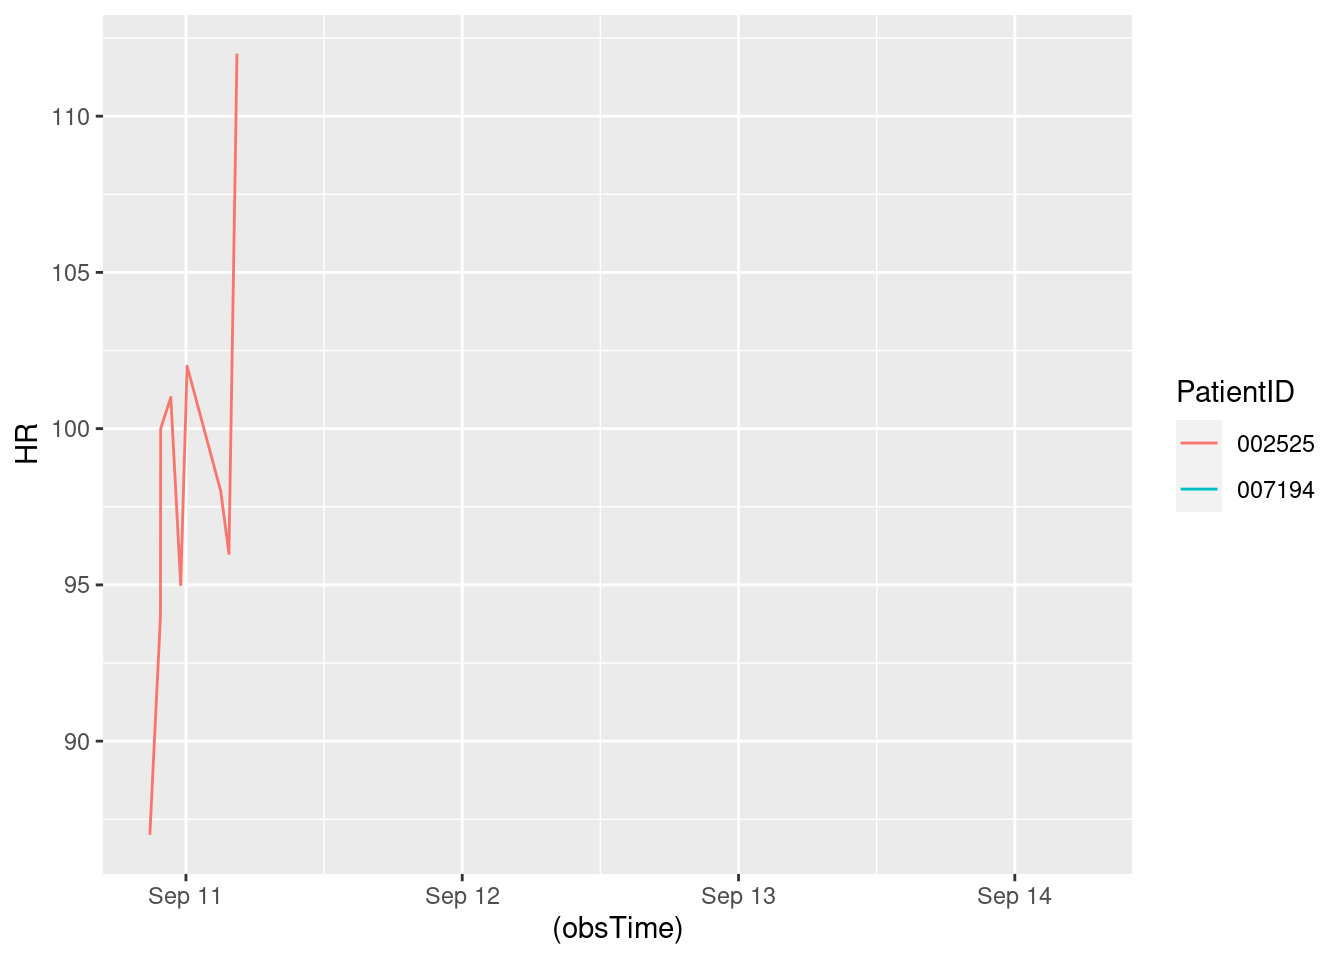 110
105
100
95
90
HR
Sep 11
Sep 12
Sep 13
Sep 14
(obsTime)
PatientID
002525
007194